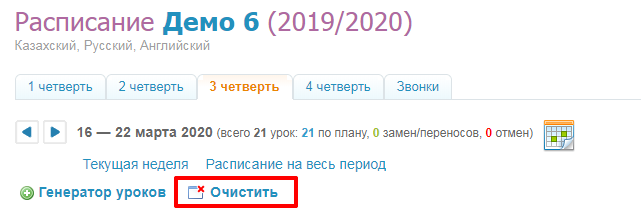 Расписание Демо 6 (2019/2020)
Казахский, Русский, Английский
1 четверть 2 четверть 3 четверть 4 четверть Звонки
16 — 22 марта 2020 (всего 21 урок: 21 по плану, 0 замен/переносов, 0 отмен)
Текущая неделя Расписание на весь период
Генератор уроков Очистить